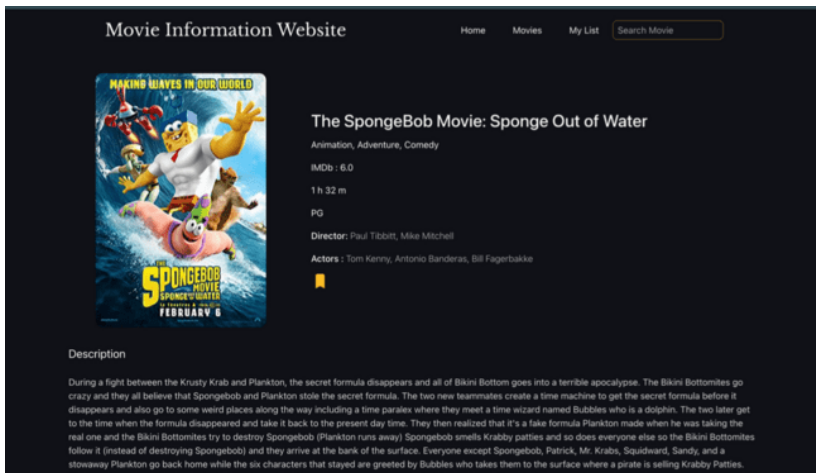 Movie Information Website
Home Movies My List Search Movie
MAKING WAVES IN OUR WORLD
THE
SPONGEBOB
MOVIE
SPONGE OUT OF WATER
In Theatres &
FEBRUARY 6
The SpongeBob Movie: Sponge Out of Water
Animation, Adventure, Comedy
IMDb : 6.0
1 h 32 m
PG
Director: Paul Tibbitt, Mike Mitchell
Actors : Tom Kenny, Antonio Banderas, Bill Fagerbakke
Description
During a fight between the Krusty Krab and Plankton, the secret formula disappears and all of Bikini Bottom goes into a terrible apocalypse. The Bikini Bottomites go
crazy and they all believe that Spongebob and Plankton stole the secret formula. The two new teammates create a time machine to get the secret formula before it
disappears and also go to some weird places along the way including a time paralex where they meet a time wizard named Bubbles who is a dolphin. The two later get
to the time when the formula disappeared and take it back to the present day time. They then realized that it's a fake formula Plankton made when he was taking the
real one and the Bikini Bottomites try to destroy Spongebob (Plankton runs away) Spongebob smells Krabby patties and so does everyone else so the Bikini Bottomites
follow it (instead of destroying Spongebob) and they arrive at the bank of the surface. Everyone except Spongebob, Patrick, Mr. Krabs, Squidward, Sandy, and a
stowaway Plankton go back home while the six characters that stayed are greeted by Bubbles who takes them to the surface where a pirate is selling Krabby Patties.